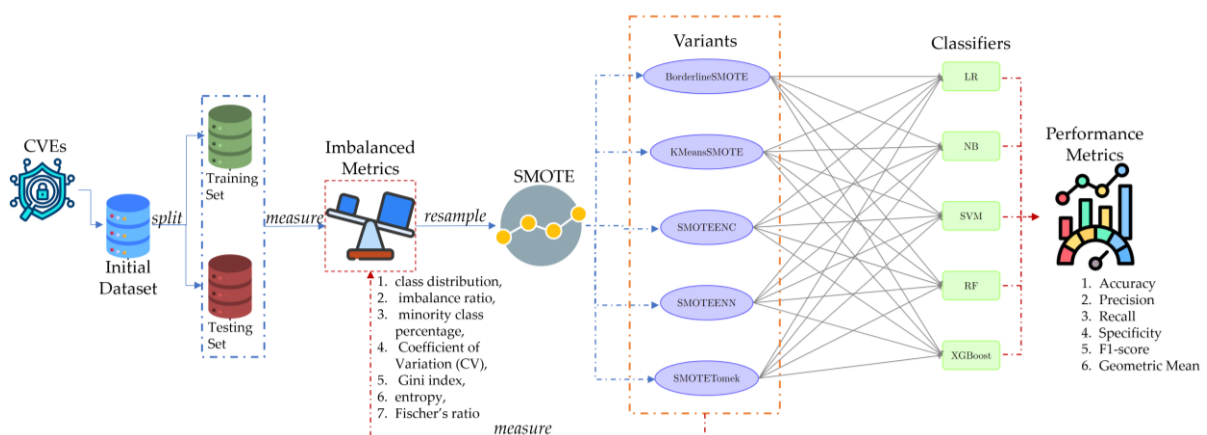 CVEs
Initial
Dataset
split
Training
Set
Testing
Set
measure
Imbalanced
Metrics
1. class distribution,
2. imbalance ratio,
3. minority class
percentage,
4. Coefficient of
Variation (CV),
5. Gini index,
6. entropy,
7. Fischer's ratio
resample
SMOTE
measure
Variants
BorderlineSMOTE
KMeansSMOTE
SMOTEENC
SMOTEENN
SMOTETomek
Classifiers
LR
NB
SVM
RF
XGBoost
Performance
Metrics
1. Accuracy
2. Precision
3. Recall
4. Specificity
5. F1-score
6. Geometric Mean